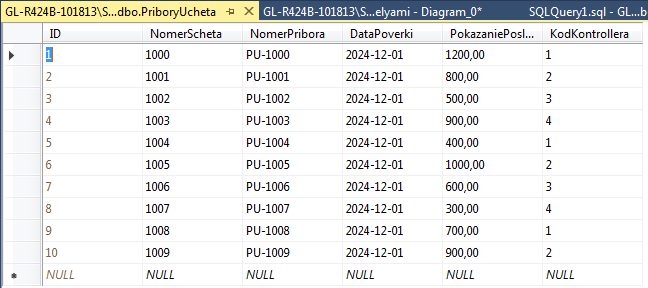 GL-R424B-101813\S...dbo.PriboryUcheta GL-R424B-101813\S...elyami - Diagram_0* SQLQuery1.sql - GL...b
ID NomerScheta NomerPribora DataPoverki PokazaniePosl... KodKontrollera
1 1000 PU-1000 2024-12-01 1200,00 1
2 1001 PU-1001 2024-12-01 800,00 2
3 1002 PU-1002 2024-12-01 500,00 3
4 1003 PU-1003 2024-12-01 900,00 4
5 1004 PU-1004 2024-12-01 400,00 1
6 1005 PU-1005 2024-12-01 1000,00 2
7 1006 PU-1006 2024-12-01 600,00 3
8 1007 PU-1007 2024-12-01 300,00 4
9 1008 PU-1008 2024-12-01 700,00 1
10 1009 PU-1009 2024-12-01 900,00 2
NULL NULL NULL NULL NULL NULL